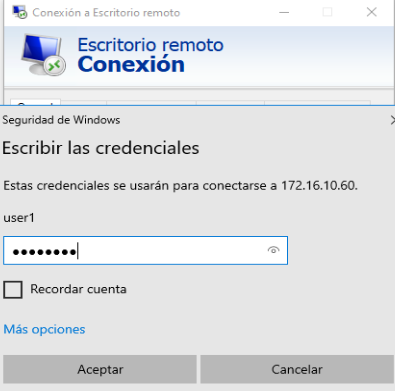 Conexión a Escritorio remoto
Escritorio remoto
Conexión
Seguridad de Windows
Escribir las credenciales
Estas credenciales se usarán para conectarse a 172.16.10.60.
user1
••••••••
Recordar cuenta
Más opciones
Aceptar Cancelar